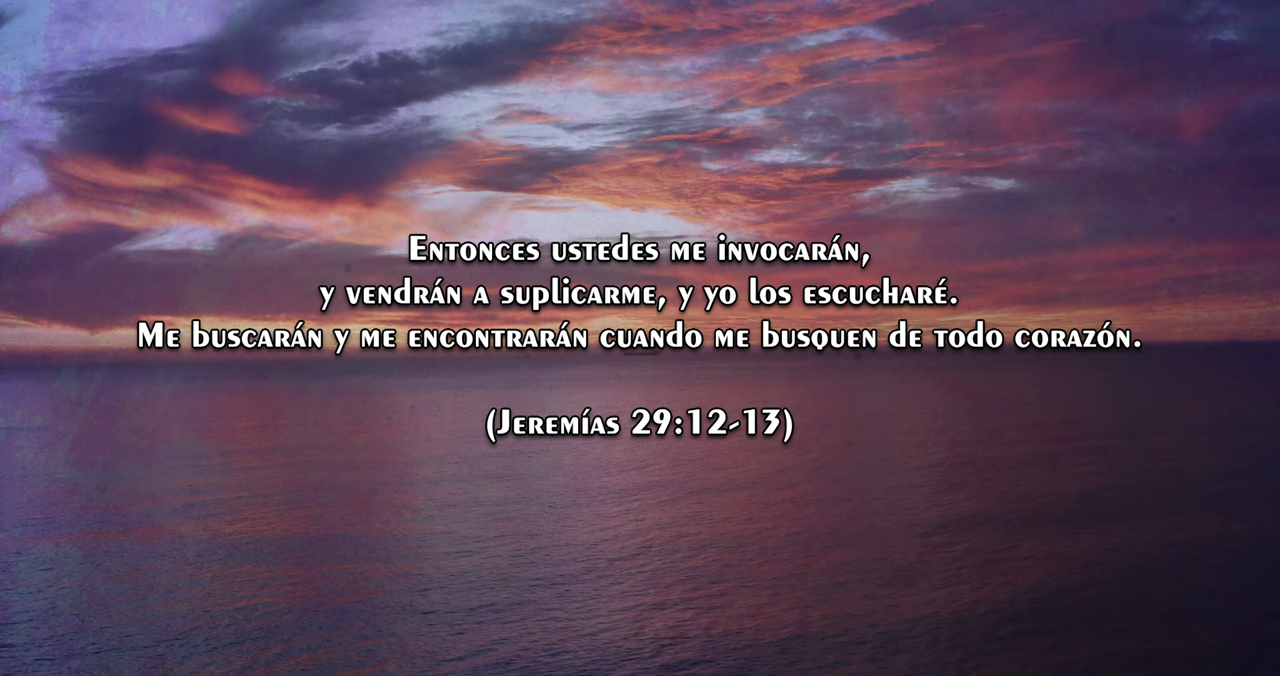 Entonces ustedes me invocarán,
y vendrán a suplicarme, y yo los escucharé.
Me buscarán y me encontrarán cuando me busquen de todo corazón.
(Jeremías 29:12-13)